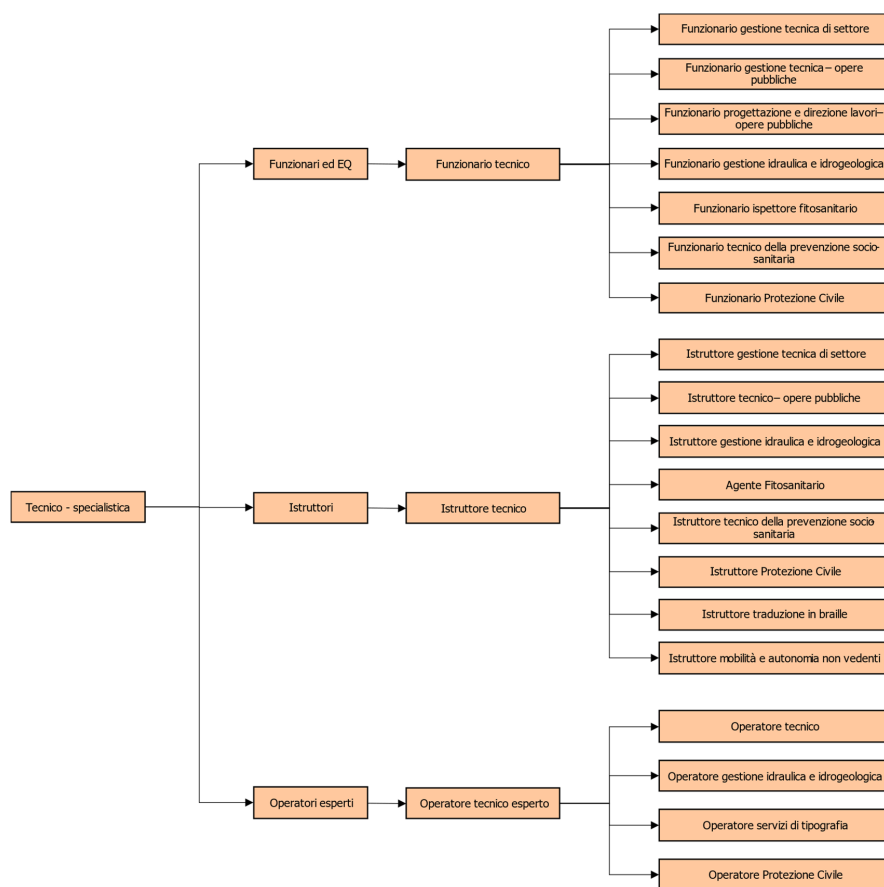 Funzionario gestione tecnica di settore
Funzionario gestione tecnica– opere
pubbliche
Funzionario progettazione e direzione lavori–
opere pubbliche
Funzionari ed EQ
Funzionario tecnico
Funzionario gestione idraulica e idrogeologica
Funzionario ispettore fitosanitario
Funzionario tecnico della prevenzione socio-
sanitaria
Funzionario Protezione Civile
Istruttore gestione tecnica di settore
Istruttore tecnico– opere pubbliche
Istruttore gestione idraulica e idrogeologica
Agente Fitosanitario
Tecnico - specialistica
Istruttori
Istruttore tecnico
Istruttore tecnico della prevenzione socio-
sanitaria
Istruttore Protezione Civile
Istruttore traduzione in braille
Istruttore mobilità e autonomia non vedenti
Operatore tecnico
Operatore gestione idraulica e idrogeologica
Operatori esperti
Operatore tecnico esperto
Operatore servizi di tipografia
Operatore Protezione Civile